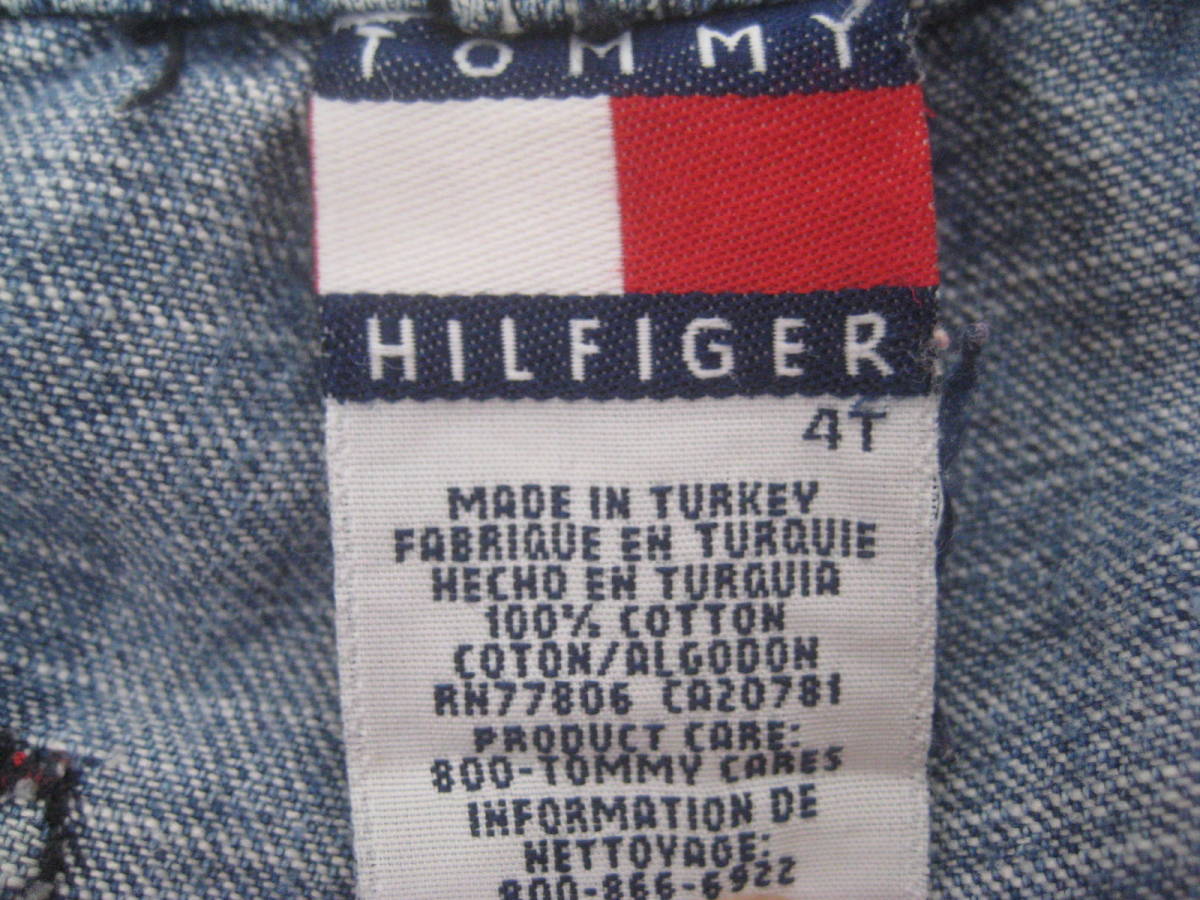 TOMMY
HILFIGER
4T
MADE IN TURKEY
FABRIQUE EN TURQUIE
HECHO EN TURQUIA
100% COTTON
COTON/ALGODON
RN77806 CA20781
PRODUCT CARE:
800-TOMMY CARES
INFORMATION DE
NETTOYAGE:
800-866-6922